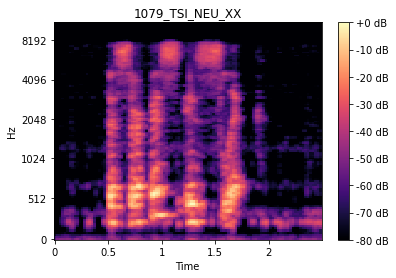 1079_TSI_NEU_XX
8192
4096
2048
1024
512
0
Hz
0
0.5
1
1.5
2
Time
+0 dB
-10 dB
-20 dB
-30 dB
-40 dB
-50 dB
-60 dB
-70 dB
-80 dB